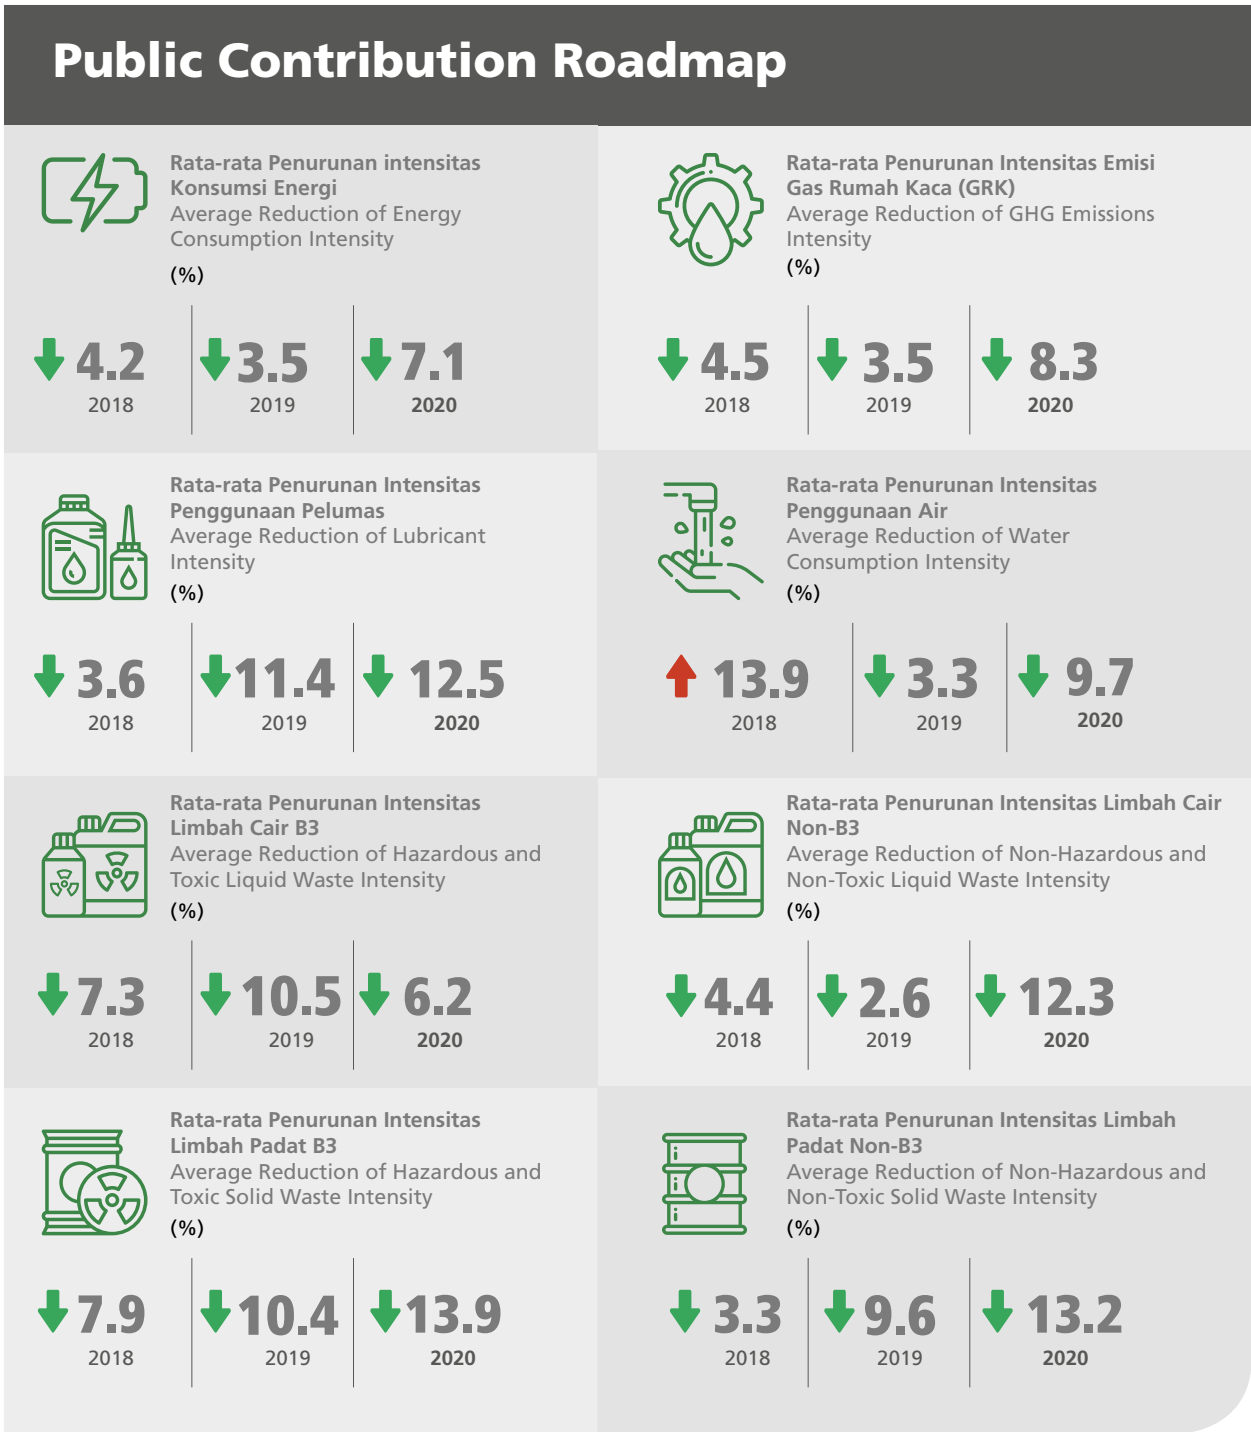 Public Contribution Roadmap
Rata-rata Penurunan intensitas
Konsumsi Energi
Average Reduction of Energy
Consumption Intensity
(%)
4.2
3.5
7.1
2018
2019
2020
Rata-rata Penurunan Intensitas Emisi
Gas Rumah Kaca (GRK)
Average Reduction of GHG Emissions
Intensity
(%)
4.5
3.5
8.3
2018
2019
2020
Rata-rata Penurunan Intensitas
Penggunaan Pelumas
Average Reduction of Lubricant
Intensity
(%)
3.6
11.4
12.5
2018
2019
2020
Rata-rata Penurunan Intensitas
Penggunaan Air
Average Reduction of Water
Consumption Intensity
(%)
13.9
3.3
9.7
2018
2019
2020
Rata-rata Penurunan Intensitas
Limbah Cair B3
Average Reduction of Hazardous and
Toxic Liquid Waste Intensity
(%)
7.3
10.5
6.2
2018
2019
2020
Rata-rata Penurunan Intensitas Limbah Cair
Non-B3
Average Reduction of Non-Hazardous and
Non-Toxic Liquid Waste Intensity
(%)
4.4
2.6
12.3
2018
2019
2020
Rata-rata Penurunan Intensitas
Limbah Padat B3
Average Reduction of Hazardous and
Toxic Solid Waste Intensity
(%)
7.9
10.4
13.9
2018
2019
2020
Rata-rata Penurunan Intensitas Limbah
Padat Non-B3
Average Reduction of Non-Hazardous and
Non-Toxic Solid Waste Intensity
(%)
3.3
9.6
13.2
2018
2019
2020